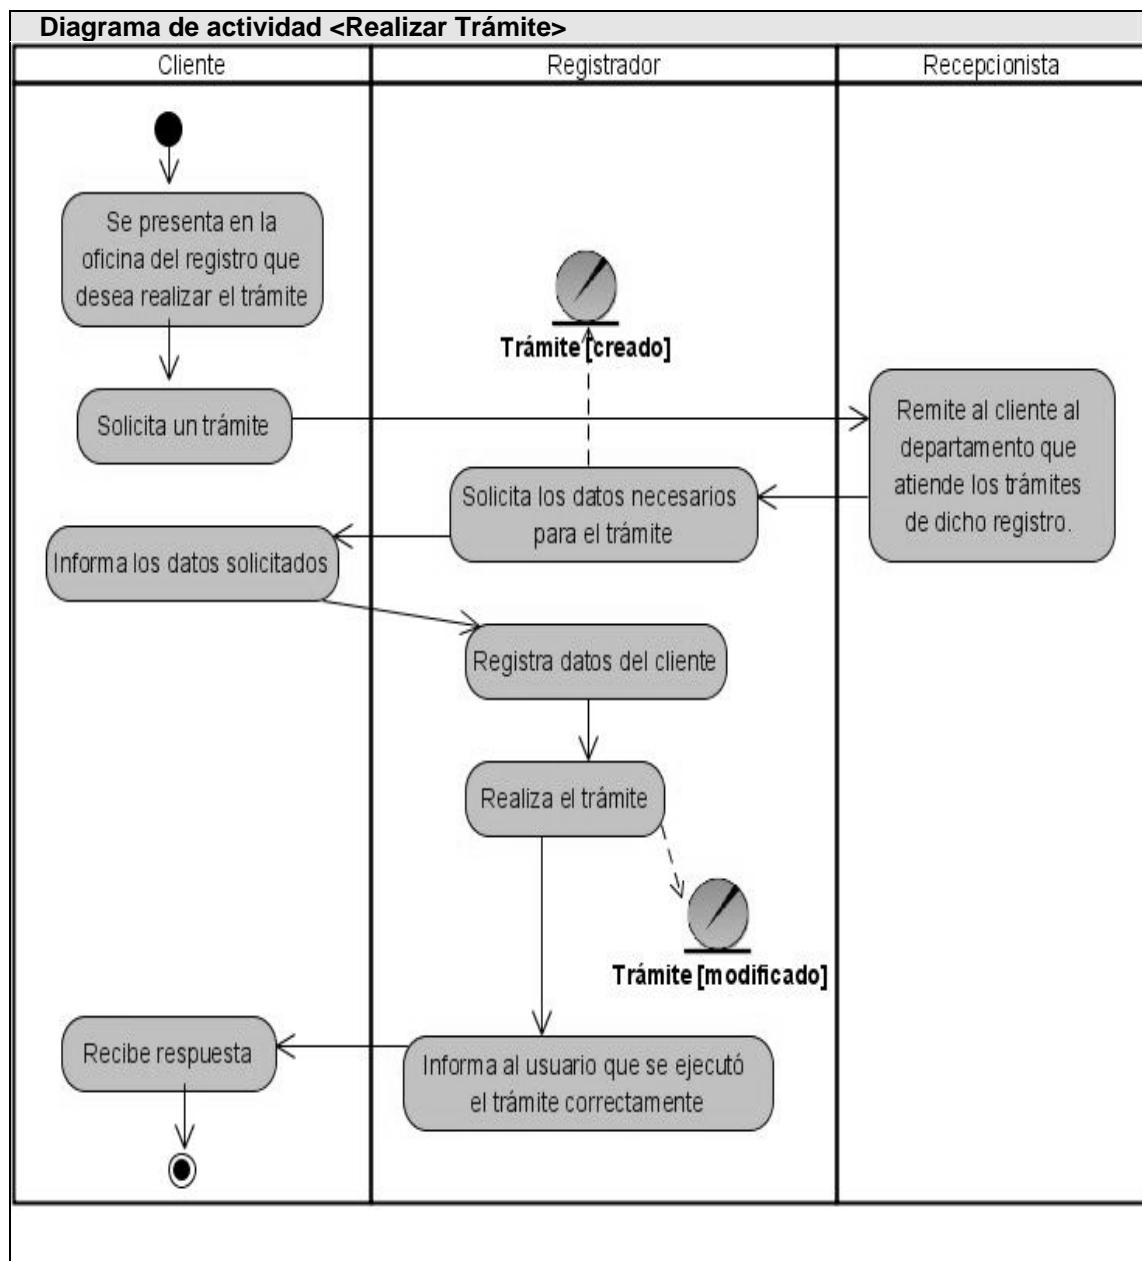 Diagrama de actividad <Realizar Trámite>
Cliente
Registrador
Recepcionista
Se presenta en la
oficina del registro que
desea realizar el trámite
Trámite [creado]
Solicita un trámite
Remite al cliente al
departamento que
atiende los trámites
de dicho registro.
Solicita los datos necesarios
para el trámite
Informa los datos solicitados
Registra datos del cliente
Realiza el trámite
Trámite [modificado]
Informa al usuario que se ejecutó
el trámite correctamente
Recibe respuesta